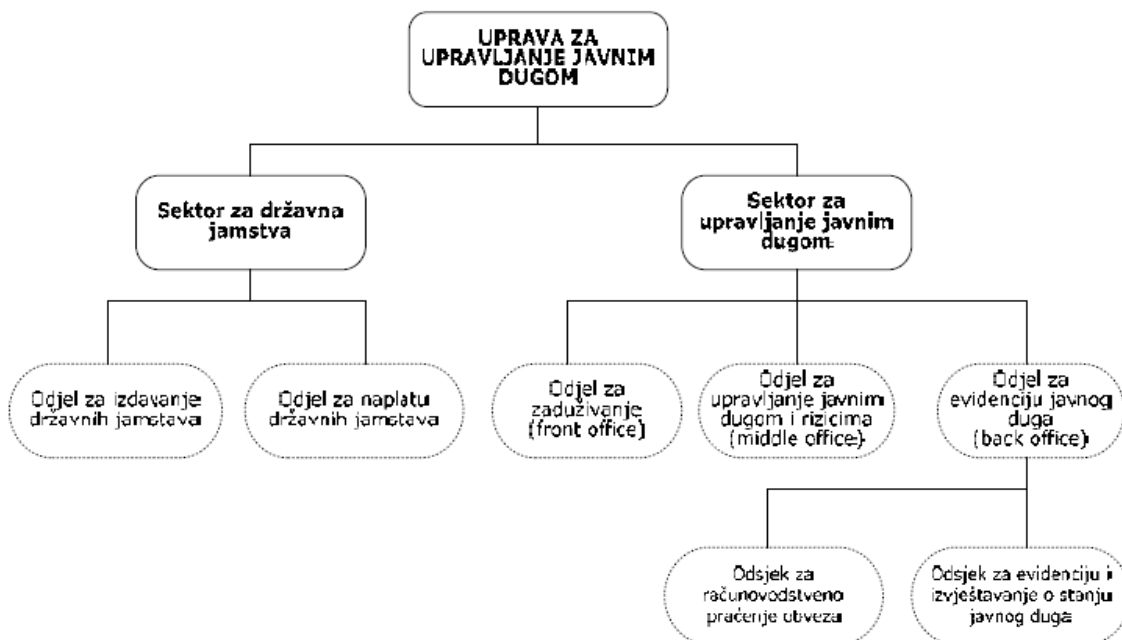 UPRAVA ZA
UPRAVLJANJE JAVNIM
DUGOM
Sektor za državna
jamstva
Sektor za
upravljanje javnim
dugom
Odjel za izdavanje
državnih jamstava
Odjel za naplatu
državnih jamstava
Odjel za
zaduživanje
(front office)
Odjel za
upravljanje javnim
dugom i rizicima
(middle office)
Odjel za
evidenciju javnog
duga
(back office)
Odsjek za
računovodstveno
praćenje obveza
Odsjek za evidenciju i
izvještavanje o stanju
javnog duga